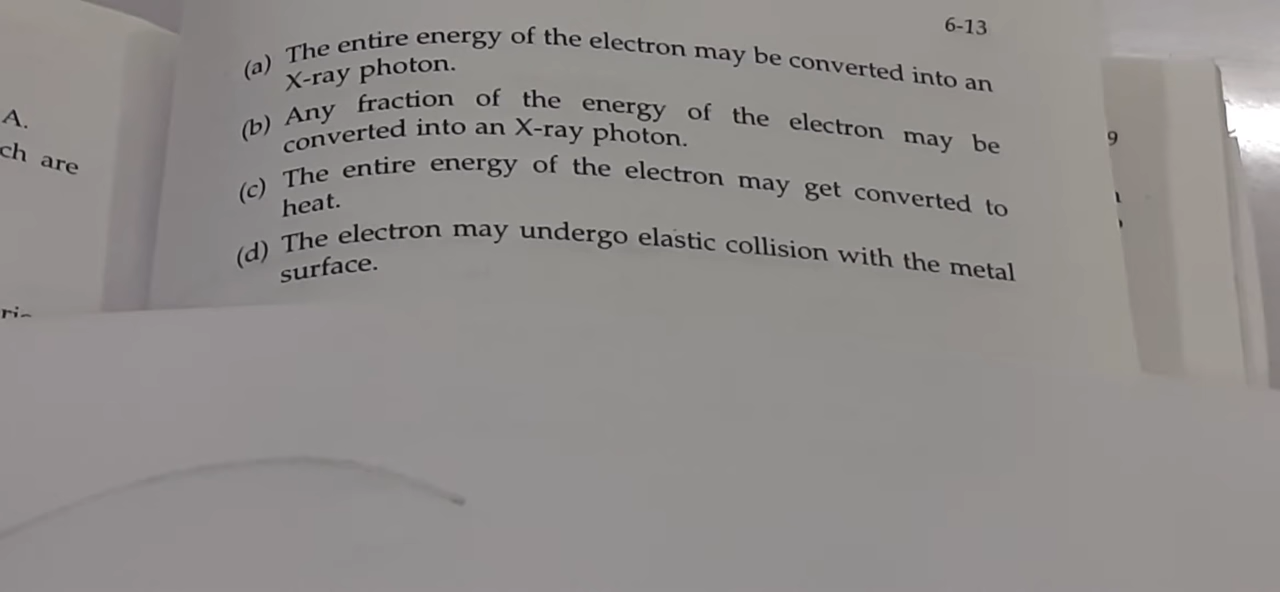 6-13
(a) The entire energy of the electron may be converted into an
X-ray photon.
(b) Any fraction of the energy of the electron may be
converted into an X-ray photon.
(c) The entire energy of the electron may get converted to
heat.
(d) The electron may undergo elastic collision with the metal
surface.
A.
ch are
9